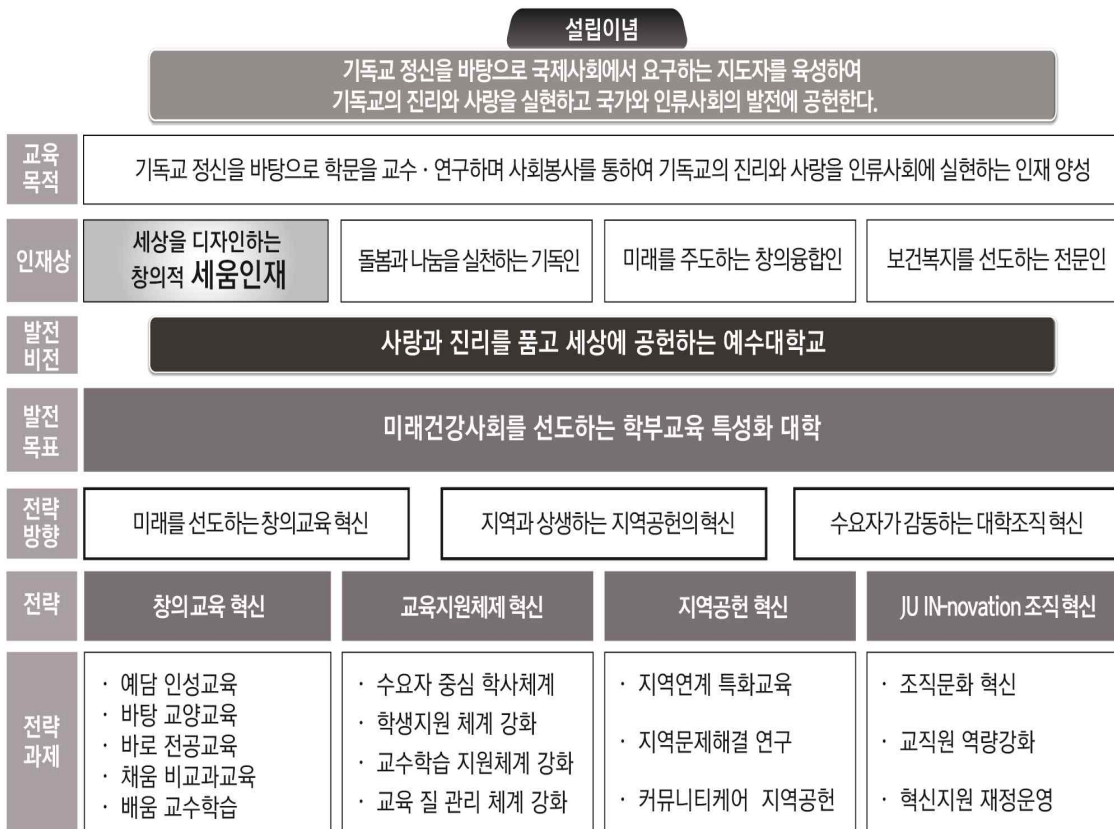 설립이념
기독교 정신을 바탕으로 국제사회에서 요구하는 지도자를 육성하여
기독교의 진리와 사랑을 실현하고 국가와 인류사회의 발전에 공헌한다.
교육
목적
기독교 정신을 바탕으로 학문을 교수 · 연구하며 사회봉사를 통하여 기독교의 진리와 사랑을 인류사회에 실현하는 인재 양성
인재상
세상을 디자인하는
창의적 세움인재
돌봄과 나눔을 실천하는 기독인
미래를 주도하는 창의융합인
보건복지를 선도하는 전문인
발전
비전
사랑과 진리를 품고 세상에 공헌하는 예수대학교
발전
목표
미래건강사회를 선도하는 학부교육 특성화 대학
전략
방향
미래를 선도하는 창의교육 혁신
지역과 상생하는 지역공헌의 혁신
수요자가 감동하는 대학조직 혁신
전략
창의교육 혁신
교육지원체제 혁신
지역공헌 혁신
JU IN-novation 조직 혁신
전략
과제
· 예담 인성교육
· 바탕 교양교육
· 바로 전공교육
· 채움 비교과교육
· 배움 교수학습
· 수요자 중심 학사체계
· 학생지원 체계 강화
· 교수학습 지원체계 강화
· 교육 질 관리 체계 강화
· 지역연계 특화교육
· 지역문제해결 연구
· 커뮤니티케어 지역공헌
· 조직문화 혁신
· 교직원 역량강화
· 혁신지원 재정운영